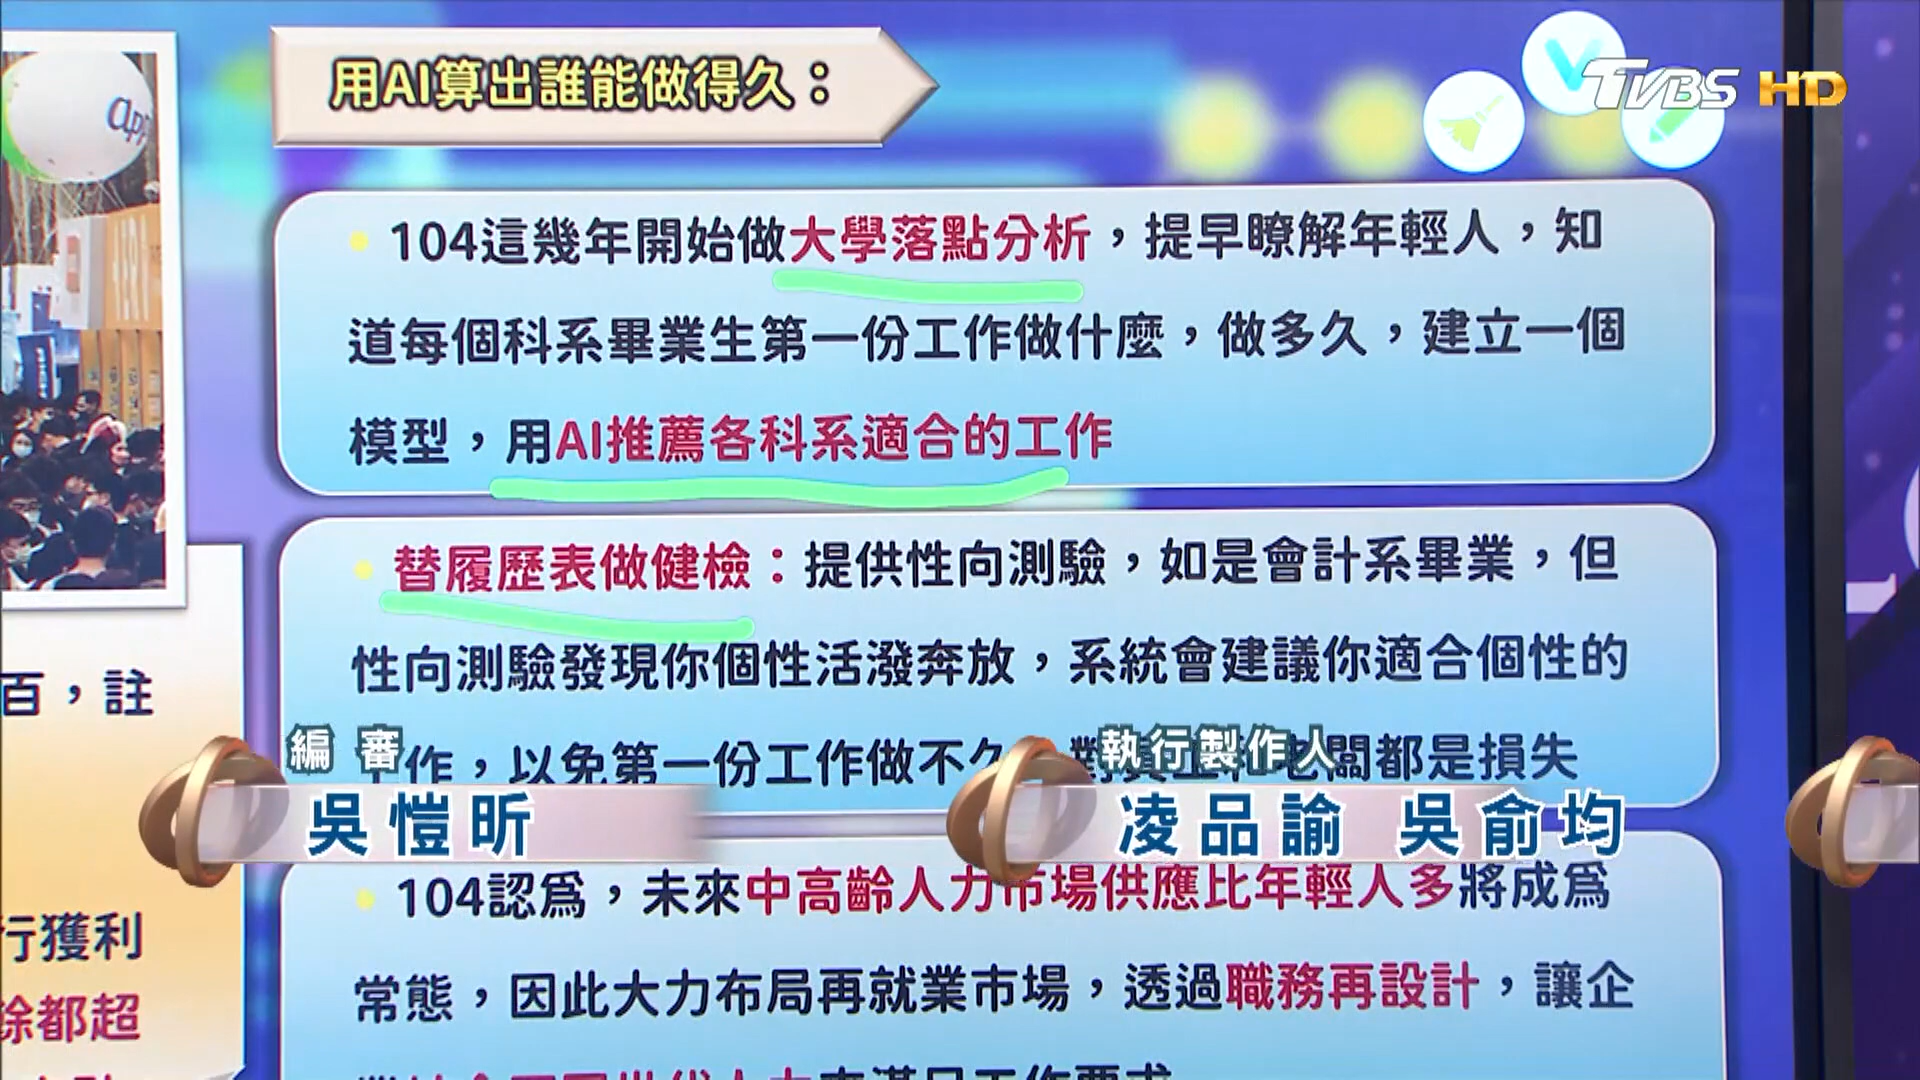 用AI算出誰能做得久：
TVBS HD
app
104這幾年開始做大學落點分析，提早瞭解年輕人，知
道每個科系畢業生第一份工作做什麼，做多久，建立一個
模型，用AI推薦各科系適合的工作
替履歷表做健檢：提供性向測驗，如是會計系畢業，但
性向測驗發現你個性活潑奔放，系統會建議你適合個性的
百，註
編 審
執行製作人
工作，以免第一份工作做不久
老闆都是損失
吳愷昕
凌品諭 吳俞均
104認為，未來中高齡人力市場供應比年輕人多將成為
行獲利
常態，因此大力布局再就業市場，透過職務再設計，讓企
餘都超